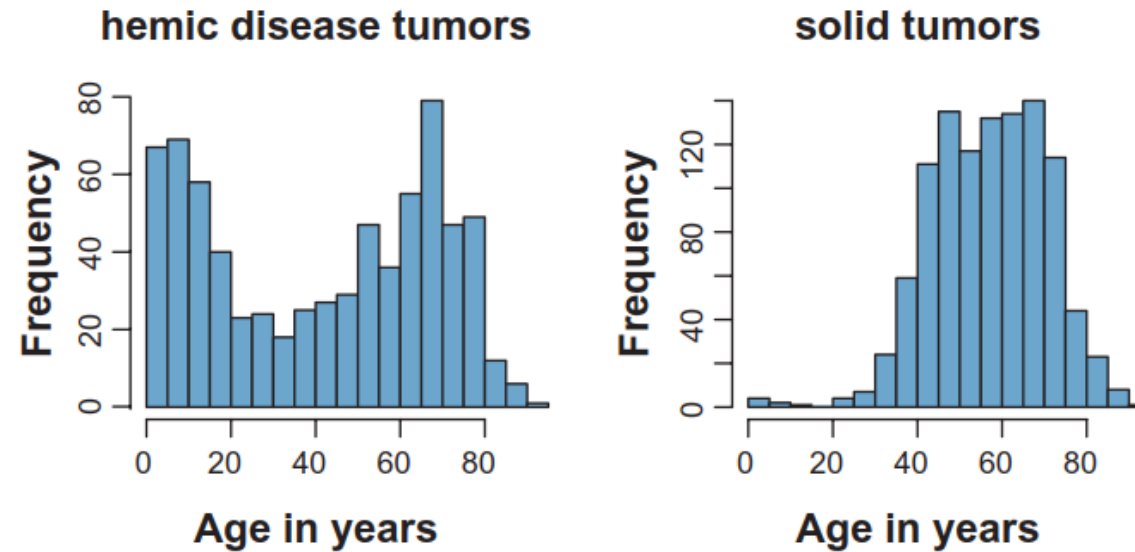 hemic disease tumors
Frequency
80
60
40
20
0
0 20 40 60 80
Age in years
solid tumors
Frequency
120
80
40
0
0 20 40 60 80
Age in years